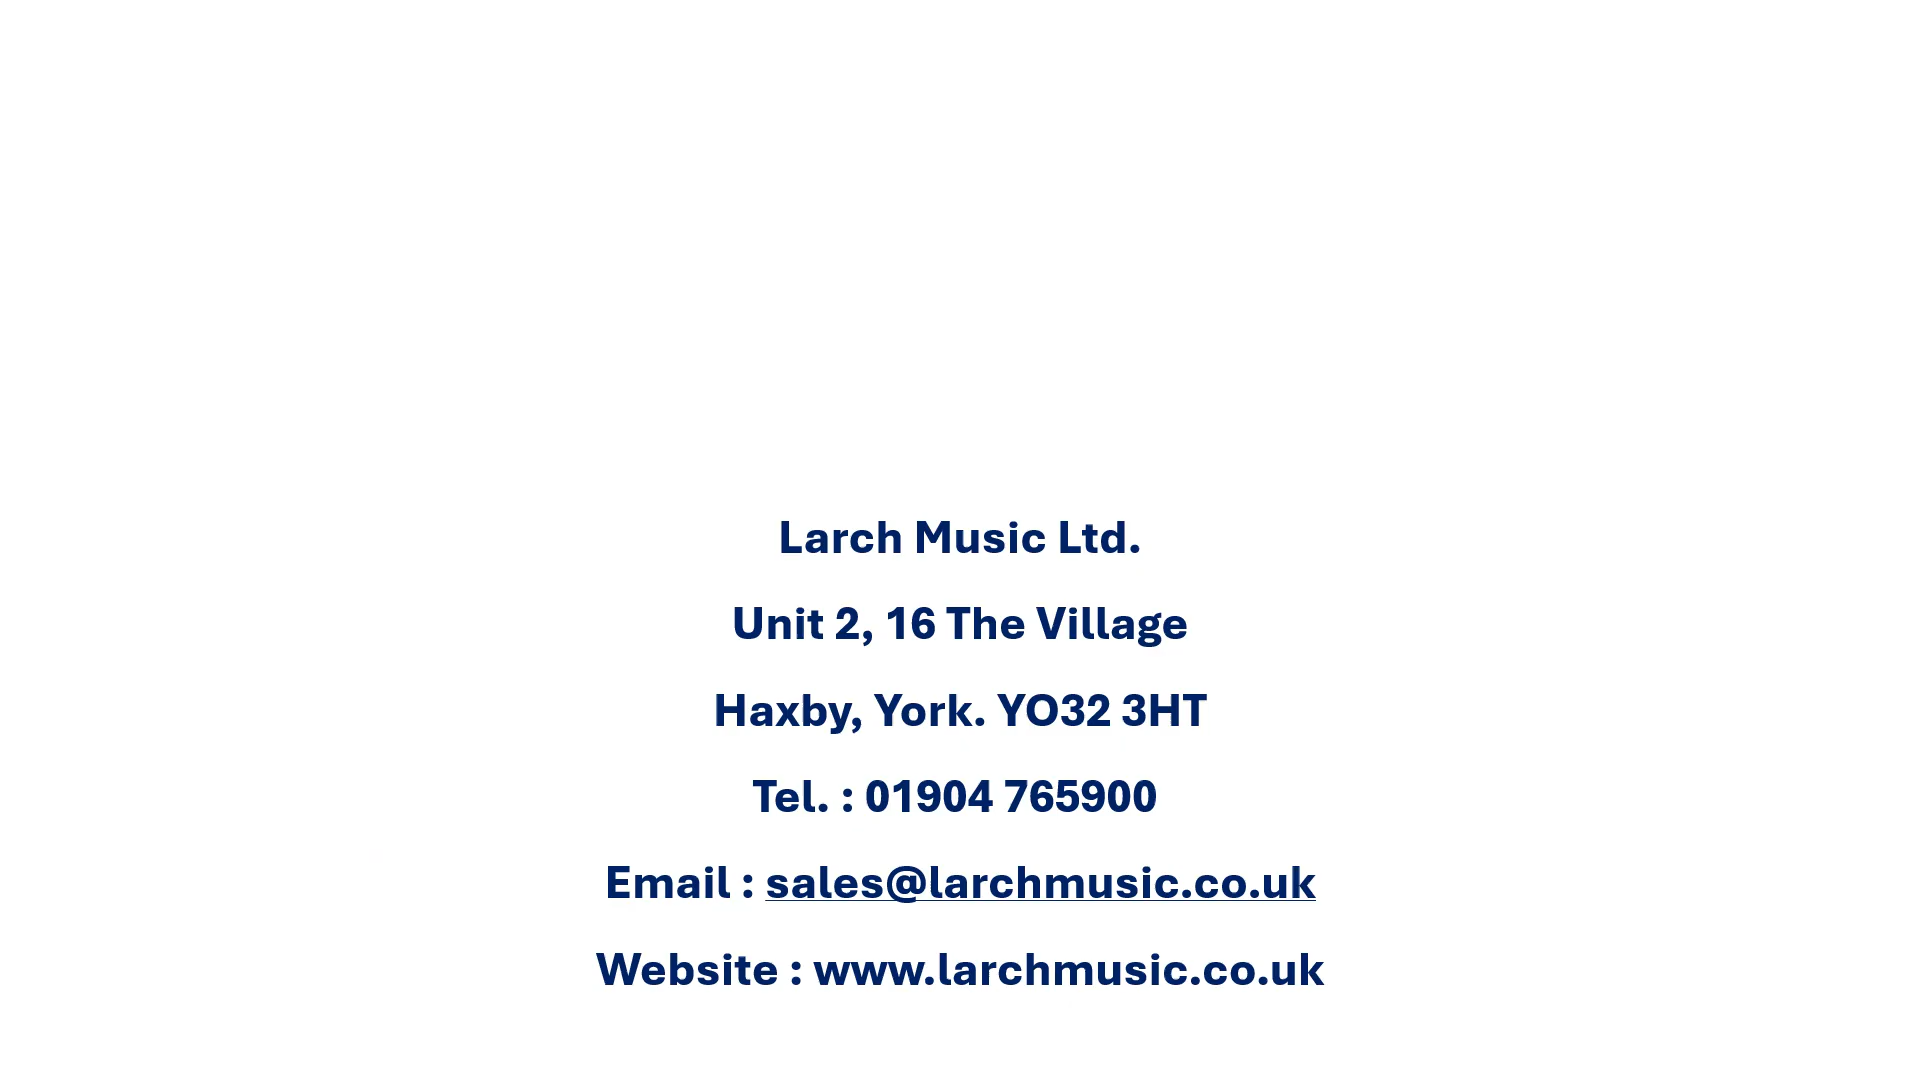 Larch Music Ltd.
Unit 2, 16 The Village
Haxby, York. YO32 3HT
Tel. : 01904 765900
Email : sales@larchmusic.co.uk
Website : www.larchmusic.co.uk